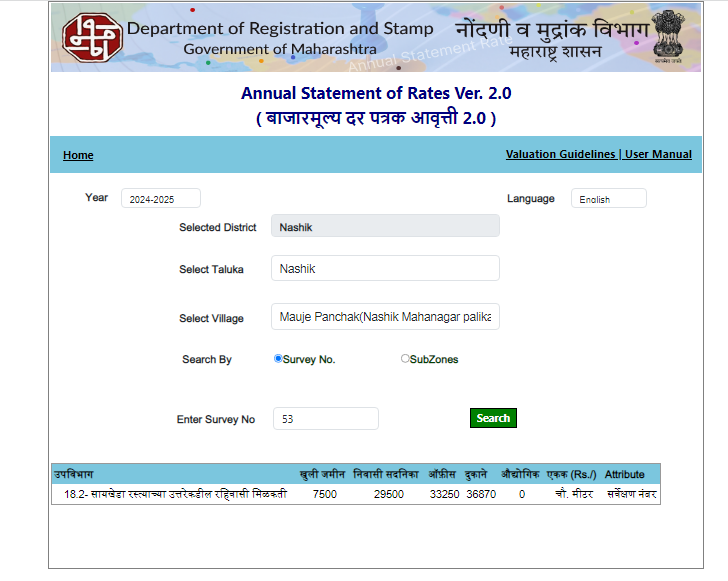 Department of Registration and Stamp
Government of Maharashtra
नोंदणी व मुद्रांक विभाग
महाराष्ट्र शासन
Annual Statement Rate
Annual Statement of Rates Ver. 2.0
( बाजारमूल्य दर पत्रक आवृत्ती 2.0 )
Home
Valuation Guidelines | User Manual
Year 2024-2025 Language English
Selected District Nashik
Select Taluka Nashik
Select Village Mauje Panchak(Nashik Mahanagar palika
Search By Survey No. SubZones
Enter Survey No 53 Search
उपविभाग खुली जमीन निवासी सदनिका ऑफ़ीस दुकाने औद्योगिक एकक (Rs./) Attribute
18.2- सायखेडा रस्त्याच्या उत्तरेकडील रहिवासी मिळकती 7500 29500 33250 36870 0 चौ. मीटर सर्वेक्षण नंबर